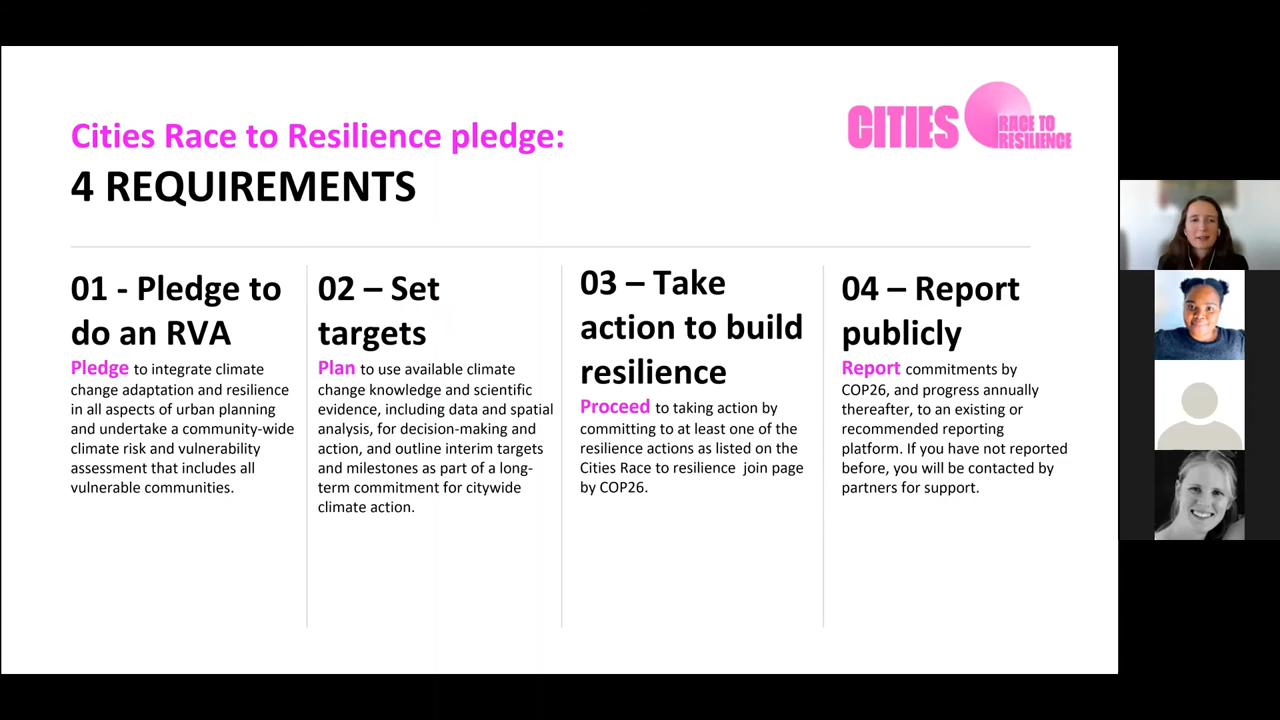 Cities Race to Resilience pledge:
4 REQUIREMENTS
CITIES
RACE TO
RESILIENCE
01 - Pledge to
do an RVA
Pledge to integrate climate
change adaptation and resilience
in all aspects of urban planning
and undertake a community-wide
climate risk and vulnerability
assessment that includes all
vulnerable communities.
02 – Set
targets
Plan to use available climate
change knowledge and scientific
evidence, including data and spatial
analysis, for decision-making and
action, and outline interim targets
and milestones as part of a long-
term commitment for citywide
climate action.
03 – Take
action to build
resilience
Proceed to taking action by
committing to at least one of the
resilience actions as listed on the
Cities Race to resilience join page
by COP26.
04 – Report
publicly
Report commitments by
COP26, and progress annually
thereafter, to an existing or
recommended reporting
platform. If you have not reported
before, you will be contacted by
partners for support.